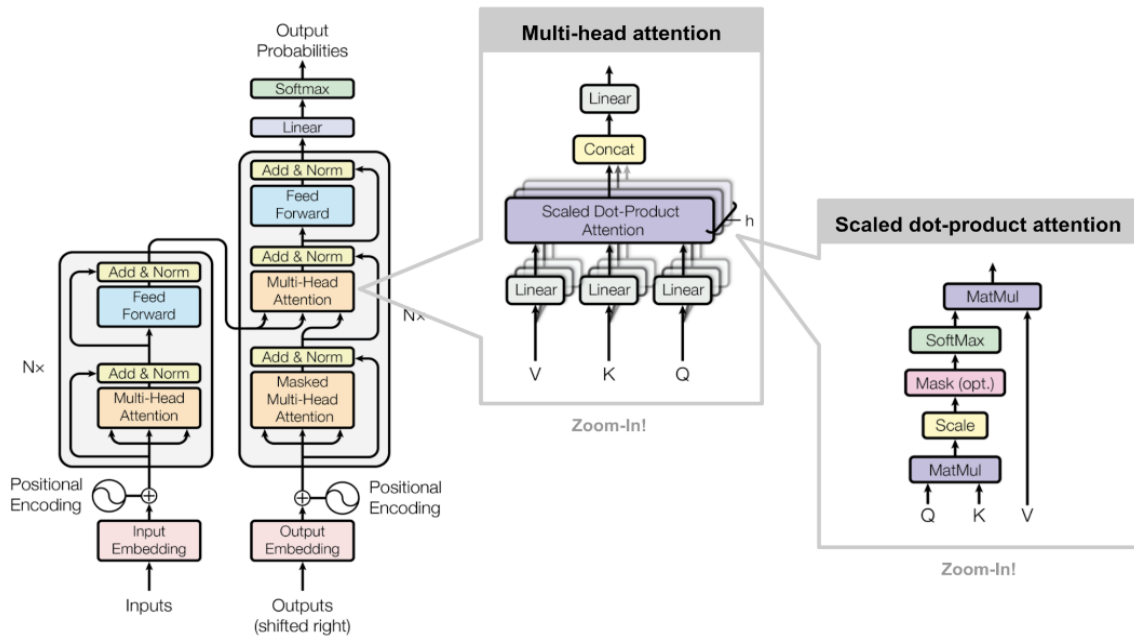 Output
Probabilities
Softmax
Linear
Add & Norm
Feed
Forward
Add & Norm
Multi-Head
Attention
Nx
Add & Norm
Masked
Multi-Head
Attention
Positional
Encoding
Output
Embedding
Outputs
(shifted right)
Add & Norm
Feed
Forward
Nx
Add & Norm
Multi-Head
Attention
Positional
Encoding
Input
Embedding
Inputs
Multi-head attention
Linear
Concat
Scaled Dot-Product
Attention
h
Linear Linear Linear
V K Q
Zoom-In!
Scaled dot-product attention
MatMul
SoftMax
Mask (opt.)
Scale
MatMul
Q K V
Zoom-In!